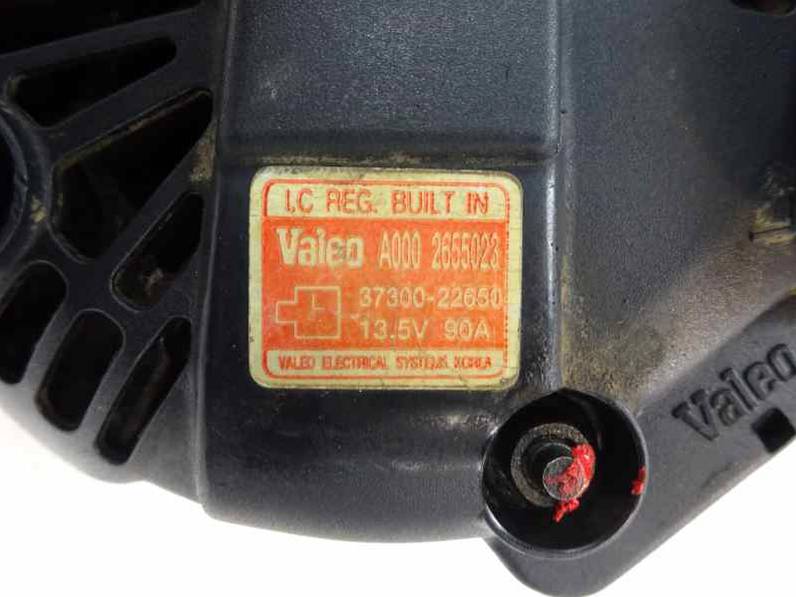 I.C REG. BUILT IN
Valeo A000 2655023
37300-22650
L
13.5V 90A
VALEO ELECTRICAL SYSTEMS KOREA
Valeo